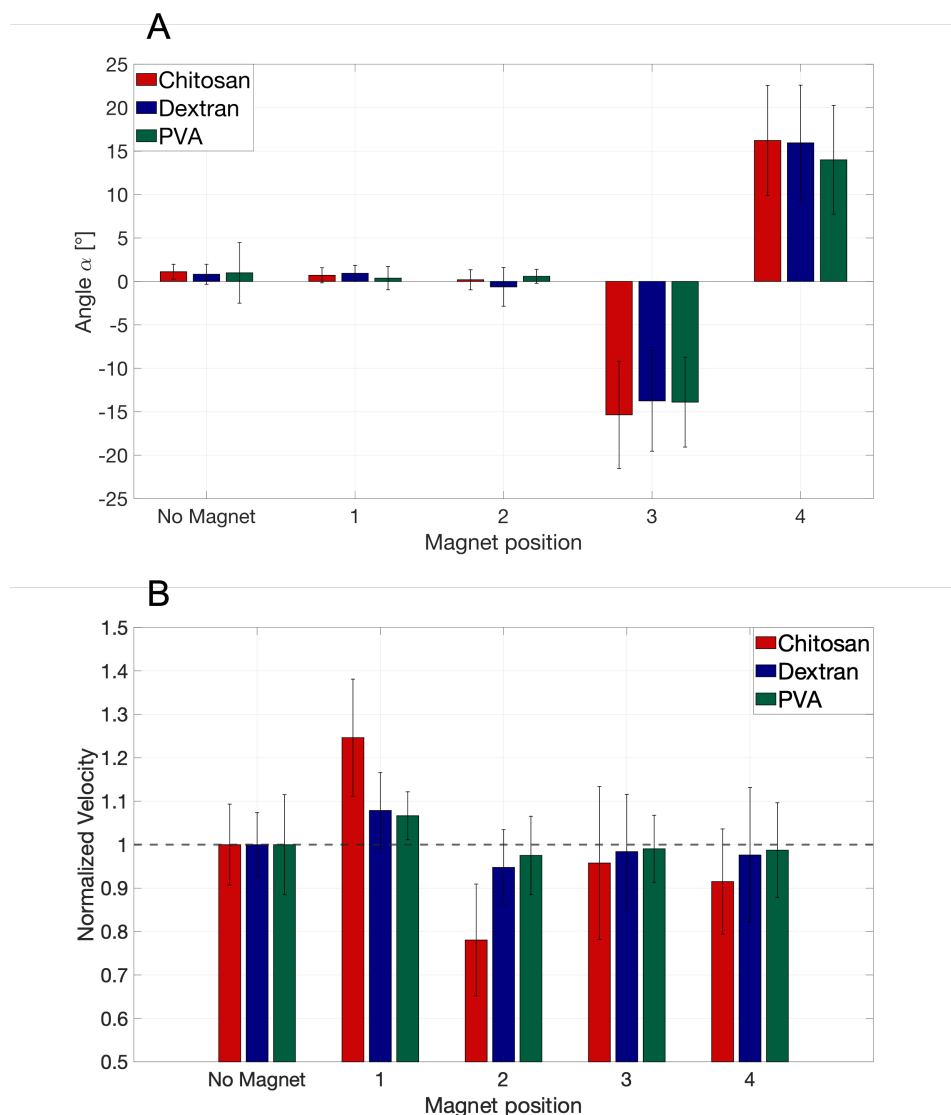 A
25
20
15
10
5
0
-5
-10
-15
-20
-25
Angle α [°]
Chitosan
Dextran
PVA
No Magnet 1 2 3 4
Magnet position
B
1.5
1.4
1.3
1.2
1.1
1
0.9
0.8
0.7
0.6
0.5
Normalized Velocity
Chitosan
Dextran
PVA
No Magnet 1 2 3 4
Magnet position